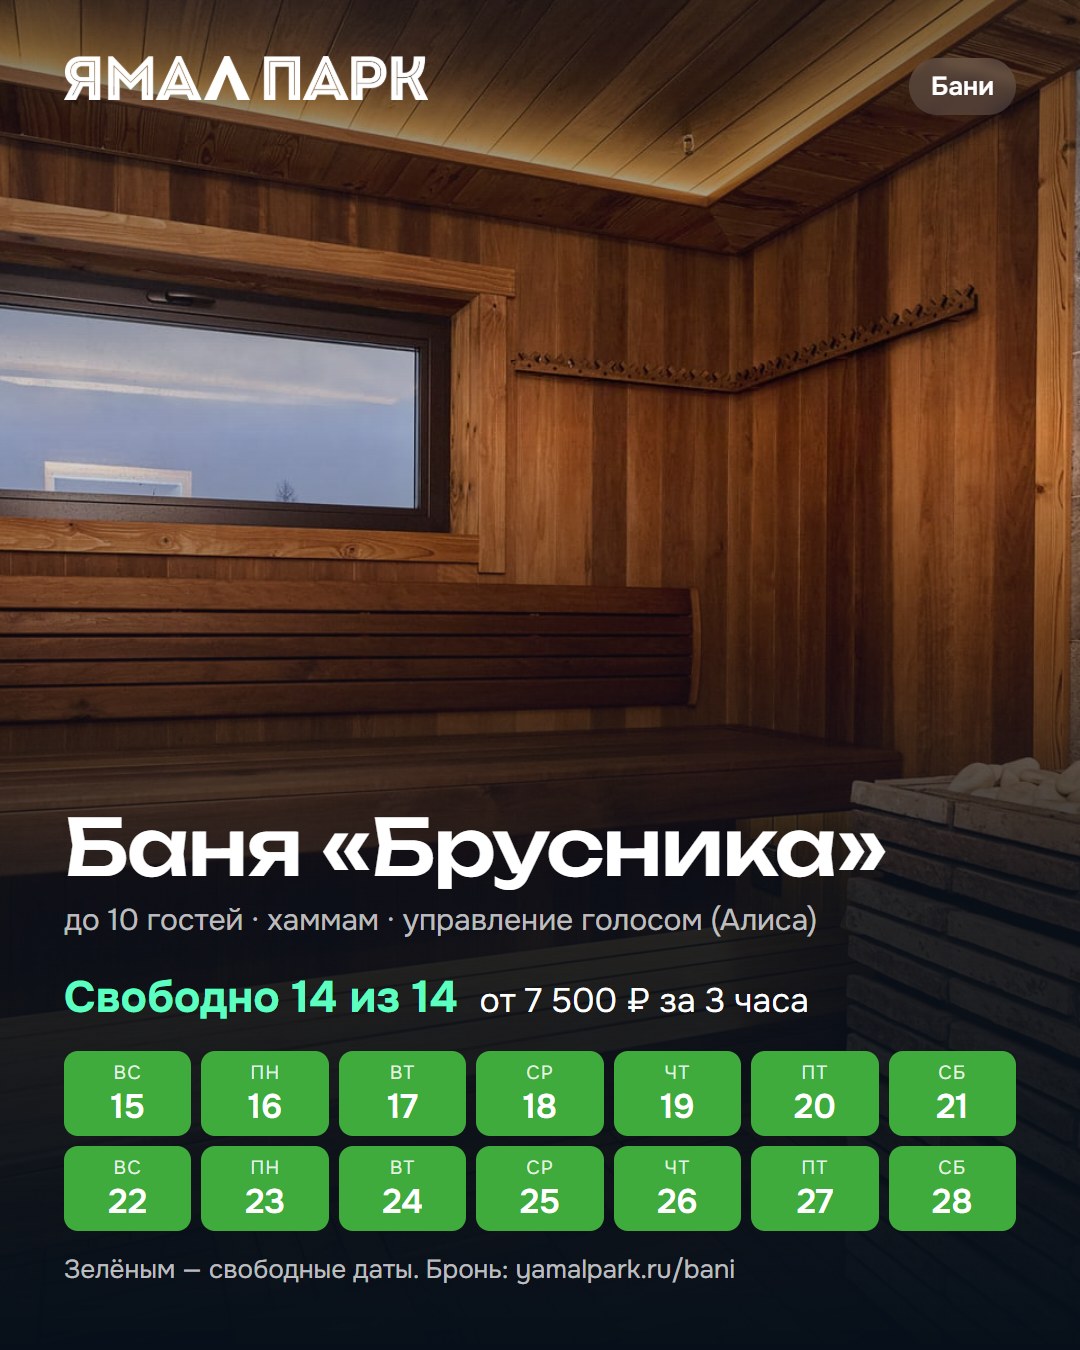 ЯМАЛ ПАРК
Бани
Баня «Брусника»
до 10 гостей · хаммам · управление голосом (Алиса)
Свободно 14 из 14 от 7 500 ₽ за 3 часа
ВС ПН ВТ СР ЧТ ПТ СБ
15 16 17 18 19 20 21
ВС ПН ВТ СР ЧТ ПТ СБ
22 23 24 25 26 27 28
Зелёным — свободные даты. Бронь: yamalpark.ru/bani